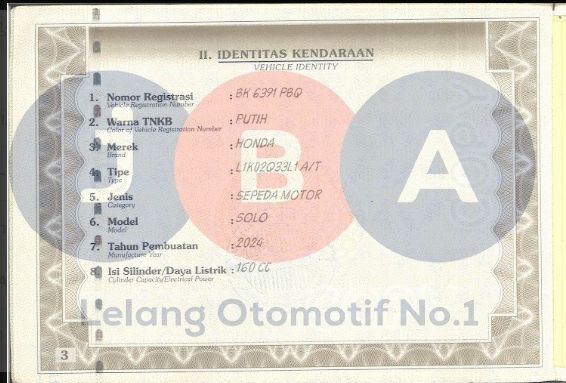 II. IDENTITAS KENDARAAN
VEHICLE IDENTITY
1. Nomor Registrasi : BK 6391 PBQ
Vehicle Registration Number
2. Warna TNKB : PUTIH
Color of Vehicle Registration Number
3. Merek : HONDA
Brand
4. Tipe : L1K02Q33L1 A/T
Type
5. Jenis : SEPEDA MOTOR
Category
6. Model : SOLO
Model
7. Tahun Pembuatan : 2024
Manufacture Year
8. Isi Silinder/Daya Listrik : 160 CC
Cylinder Capacity/Electrical Power
JBA
Lelang Otomotif No.1
3